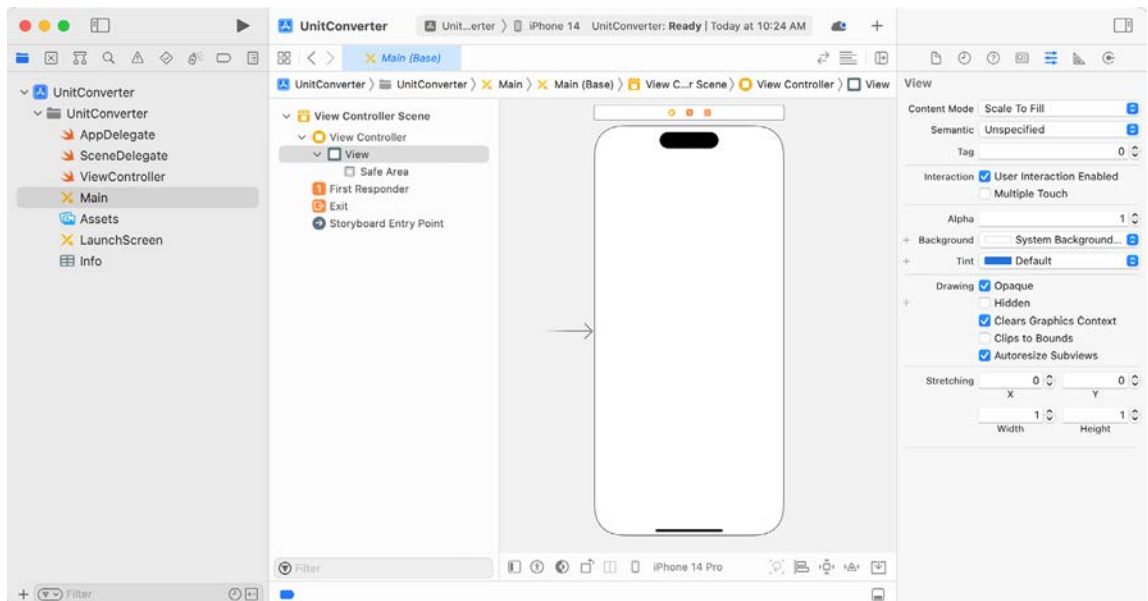 UnitConverter
Unit...erter 〉 iPhone 14 UnitConverter: Ready | Today at 10:24 AM
Main (Base)
UnitConverter 〉 UnitConverter 〉 Main 〉 Main (Base) 〉 View C...r Scene 〉 View Controller 〉 View
UnitConverter
UnitConverter
AppDelegate
SceneDelegate
ViewController
Main
Assets
LaunchScreen
Info
Filter
View Controller Scene
View Controller
View
Safe Area
First Responder
Exit
Storyboard Entry Point
Filter
iPhone 14 Pro
View
Content Mode Scale To Fill
Semantic Unspecified
Tag 0
Interaction User Interaction Enabled
Multiple Touch
Alpha 1
Background System Background...
Tint Default
Drawing Opaque
Hidden
Clears Graphics Context
Clips to Bounds
Autoresize Subviews
Stretching 0 0
X Y
1 1
Width Height